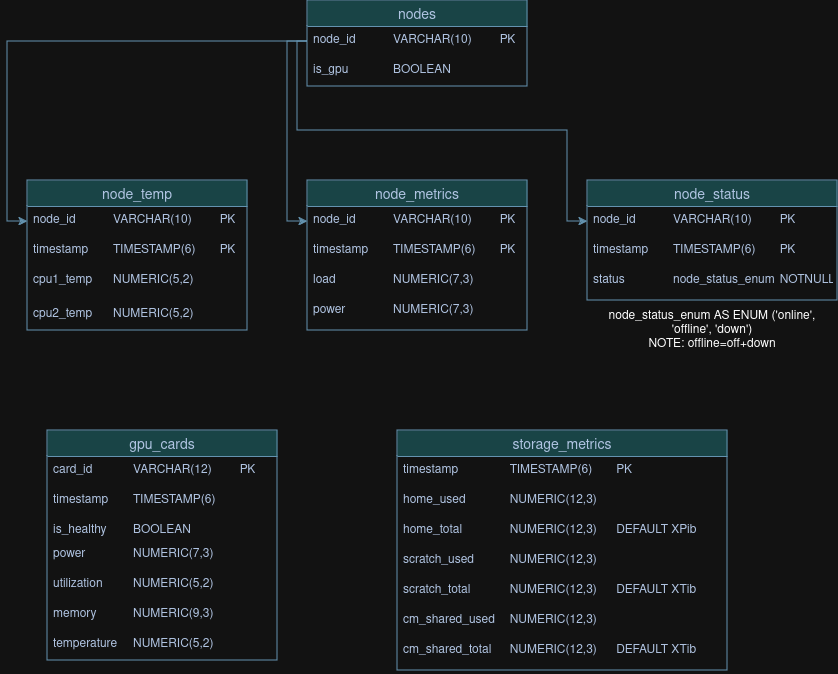 nodes
node_id VARCHAR(10) PK
is_gpu BOOLEAN
node_temp
node_id VARCHAR(10) PK
timestamp TIMESTAMP(6) PK
cpu1_temp NUMERIC(5,2)
cpu2_temp NUMERIC(5,2)
node_metrics
node_id VARCHAR(10) PK
timestamp TIMESTAMP(6) PK
load NUMERIC(7,3)
power NUMERIC(7,3)
node_status
node_id VARCHAR(10) PK
timestamp TIMESTAMP(6) PK
status node_status_enum NOTNULL
node_status_enum AS ENUM ('online',
'offline', 'down')
NOTE: offline=off+down
gpu_cards
card_id VARCHAR(12) PK
timestamp TIMESTAMP(6)
is_healthy BOOLEAN
power NUMERIC(7,3)
utilization NUMERIC(5,2)
memory NUMERIC(9,3)
temperature NUMERIC(5,2)
storage_metrics
timestamp TIMESTAMP(6) PK
home_used NUMERIC(12,3)
home_total NUMERIC(12,3) DEFAULT XPib
scratch_used NUMERIC(12,3)
scratch_total NUMERIC(12,3) DEFAULT XTib
cm_shared_used NUMERIC(12,3)
cm_shared_total NUMERIC(12,3) DEFAULT XTib